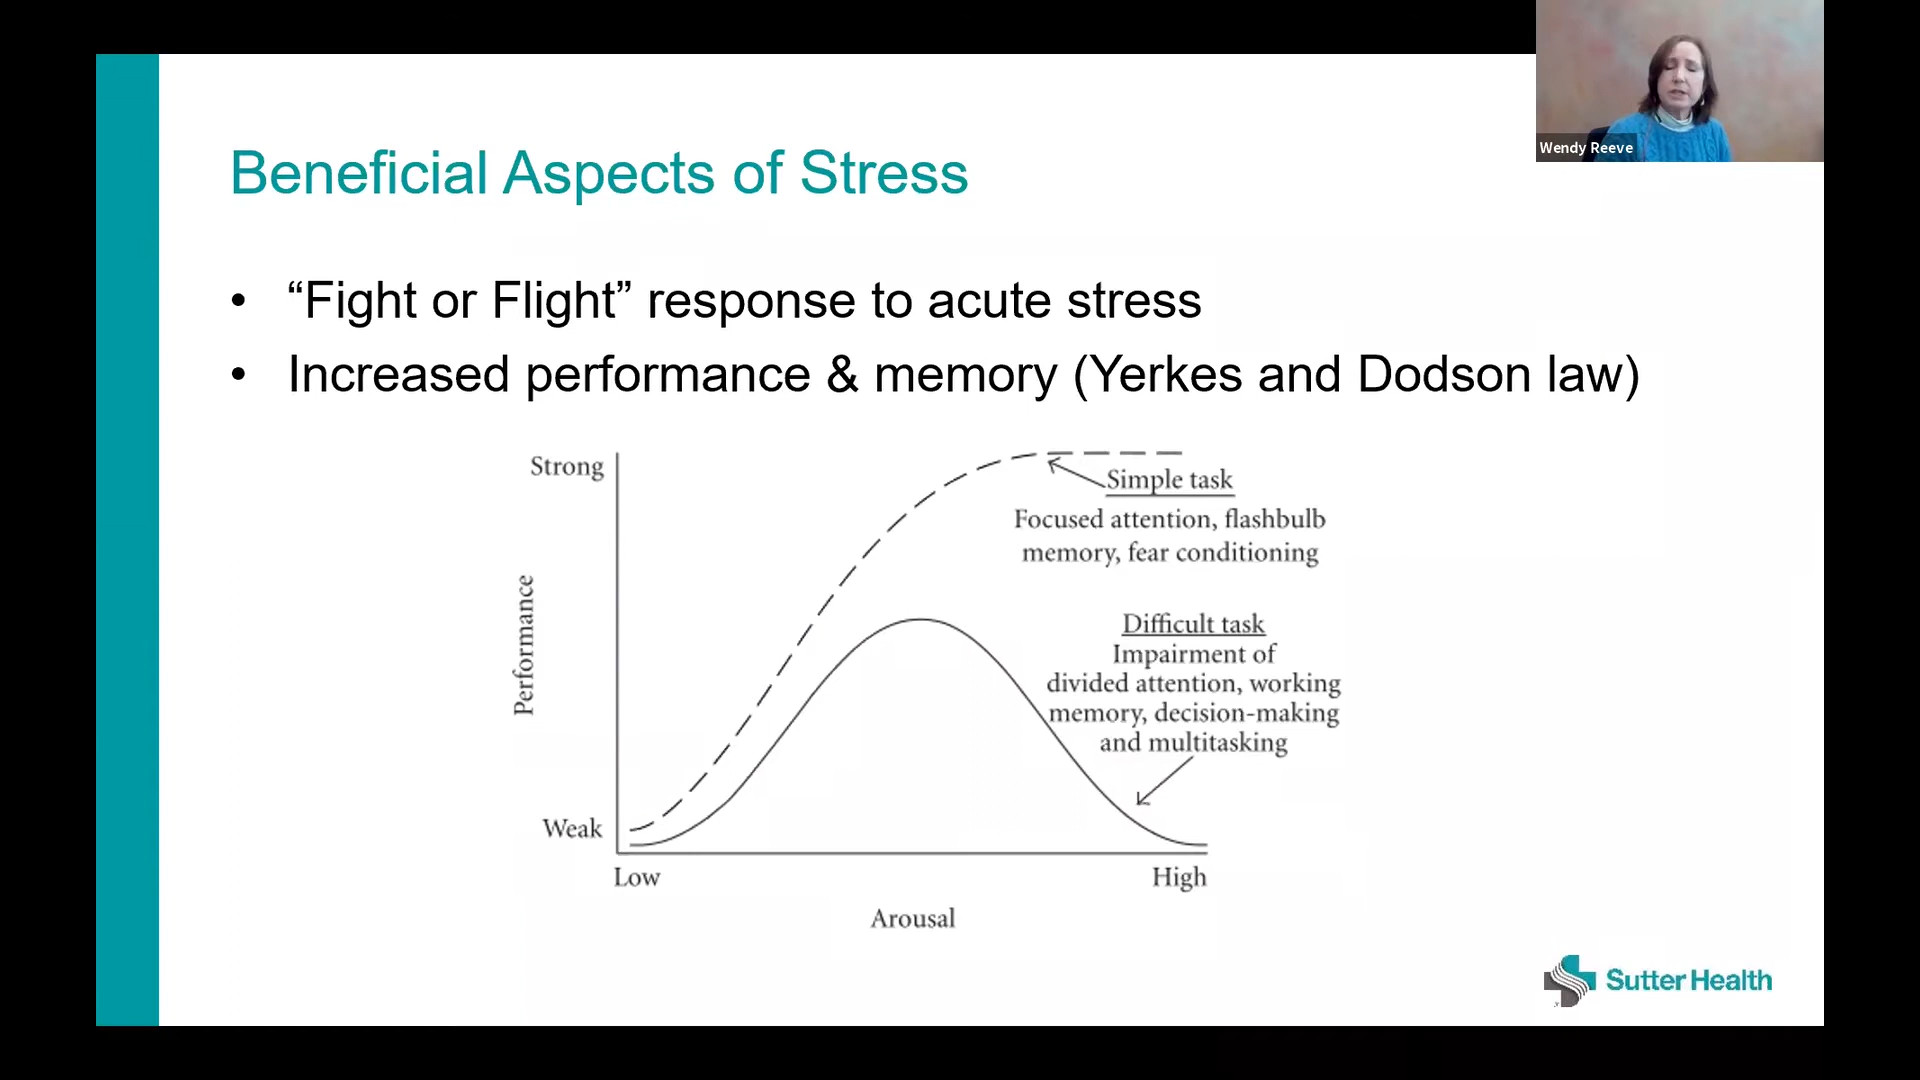 Wendy Reeve
Beneficial Aspects of Stress
• “Fight or Flight” response to acute stress
• Increased performance & memory (Yerkes and Dodson law)
Strong
Simple task
Focused attention, flashbulb
memory, fear conditioning
Performance
Difficult task
Impairment of
divided attention, working
memory, decision-making
and multitasking
Weak
Low
High
Arousal
Sutter Health